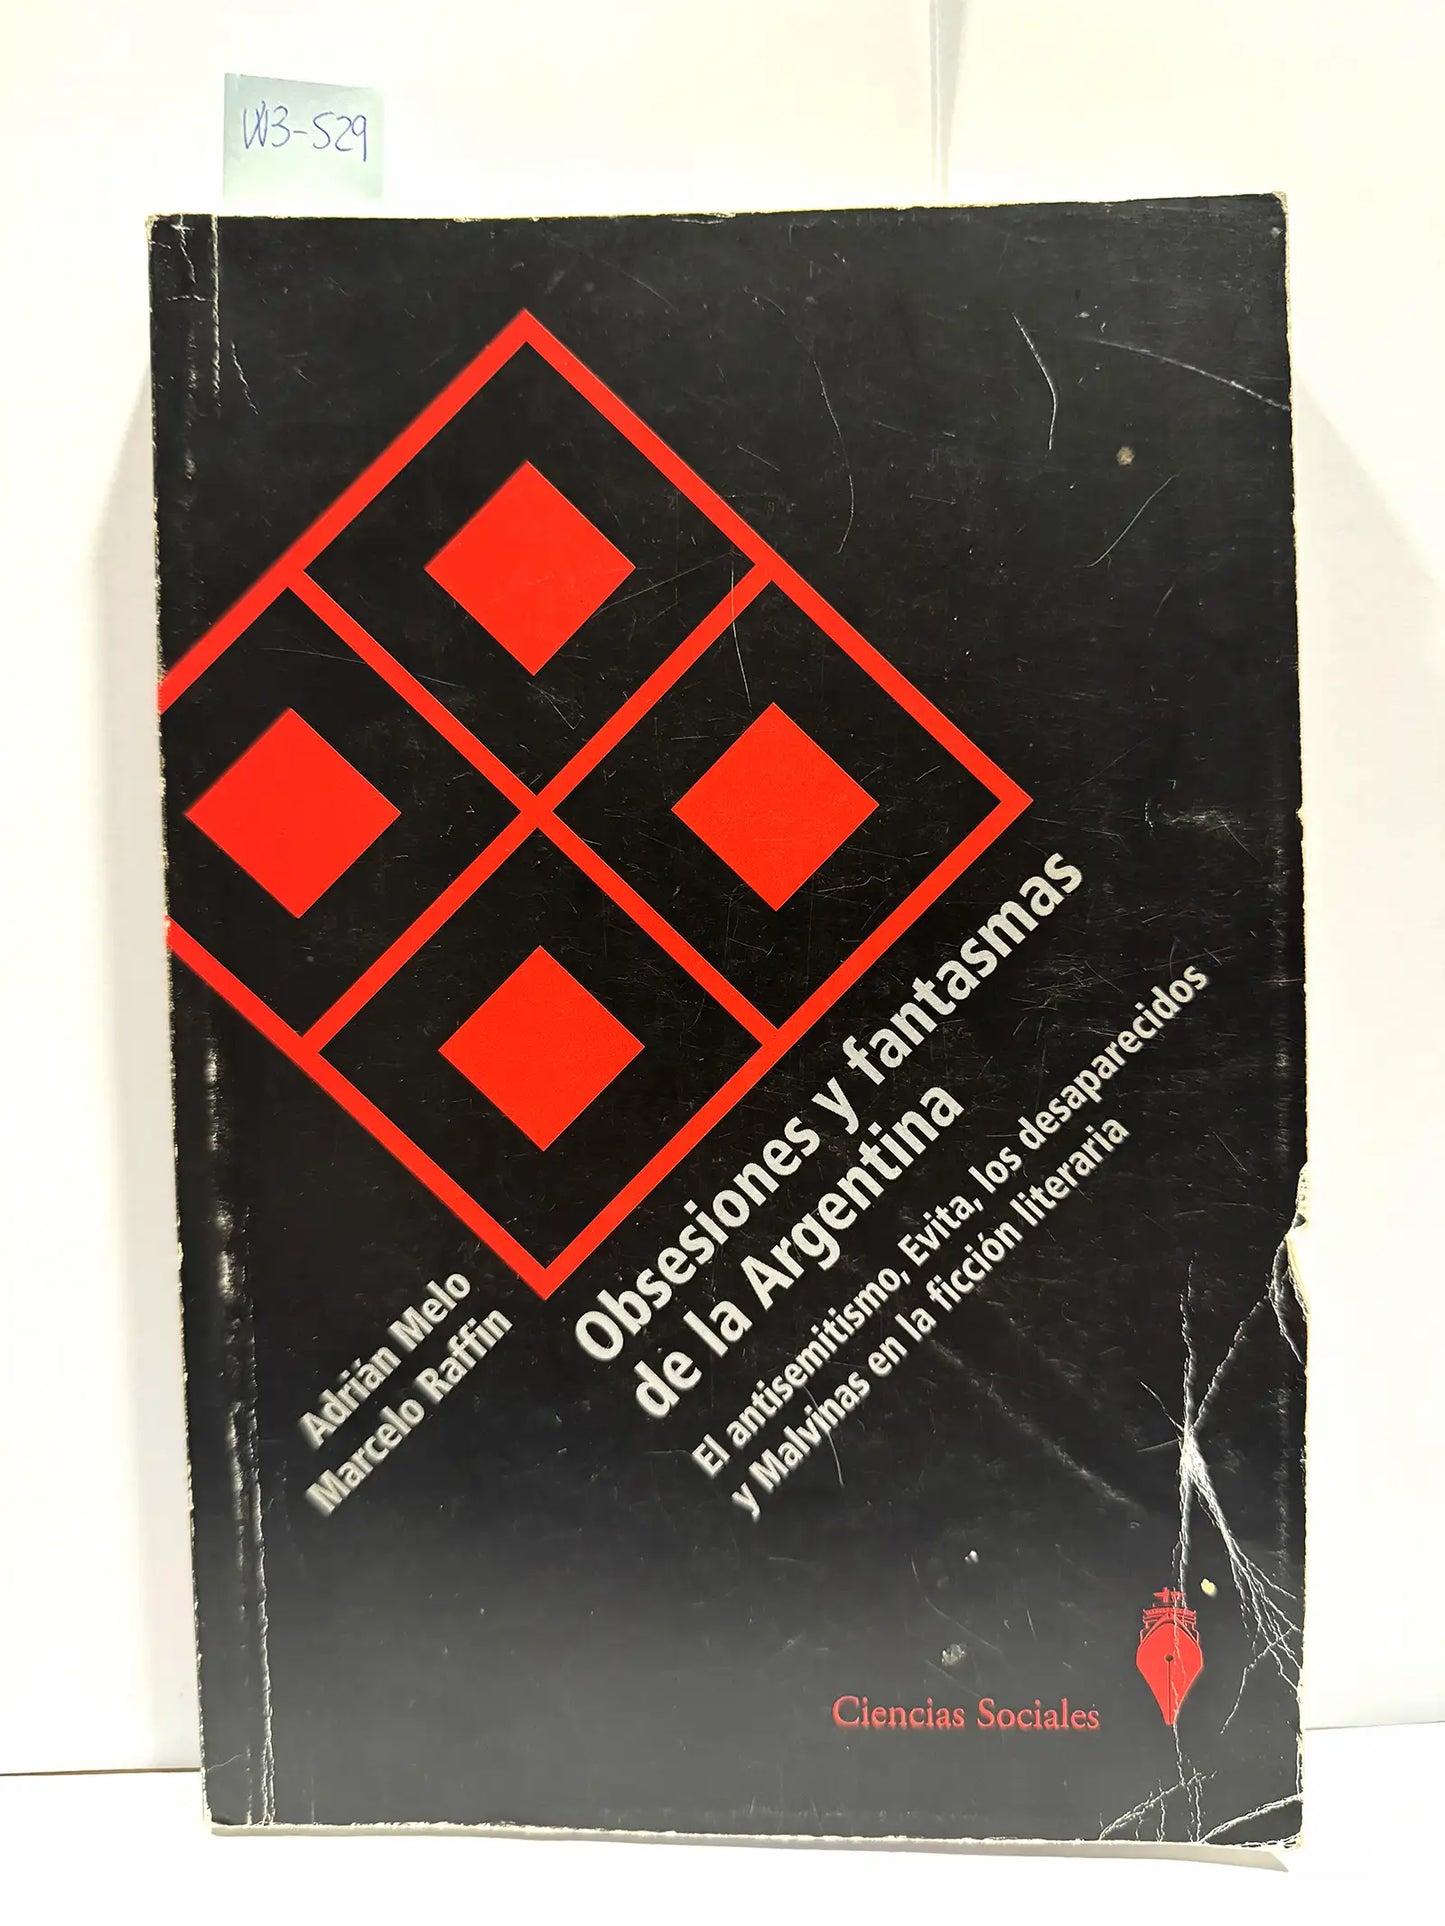 W3-529
Obsesiones y fantasmas
de la Argentina
El antisemitismo, Evita, los desaparecidos
y Malvinas en la ficción literaria
Adrián Melo
Marcelo Raffin
Ciencias Sociales